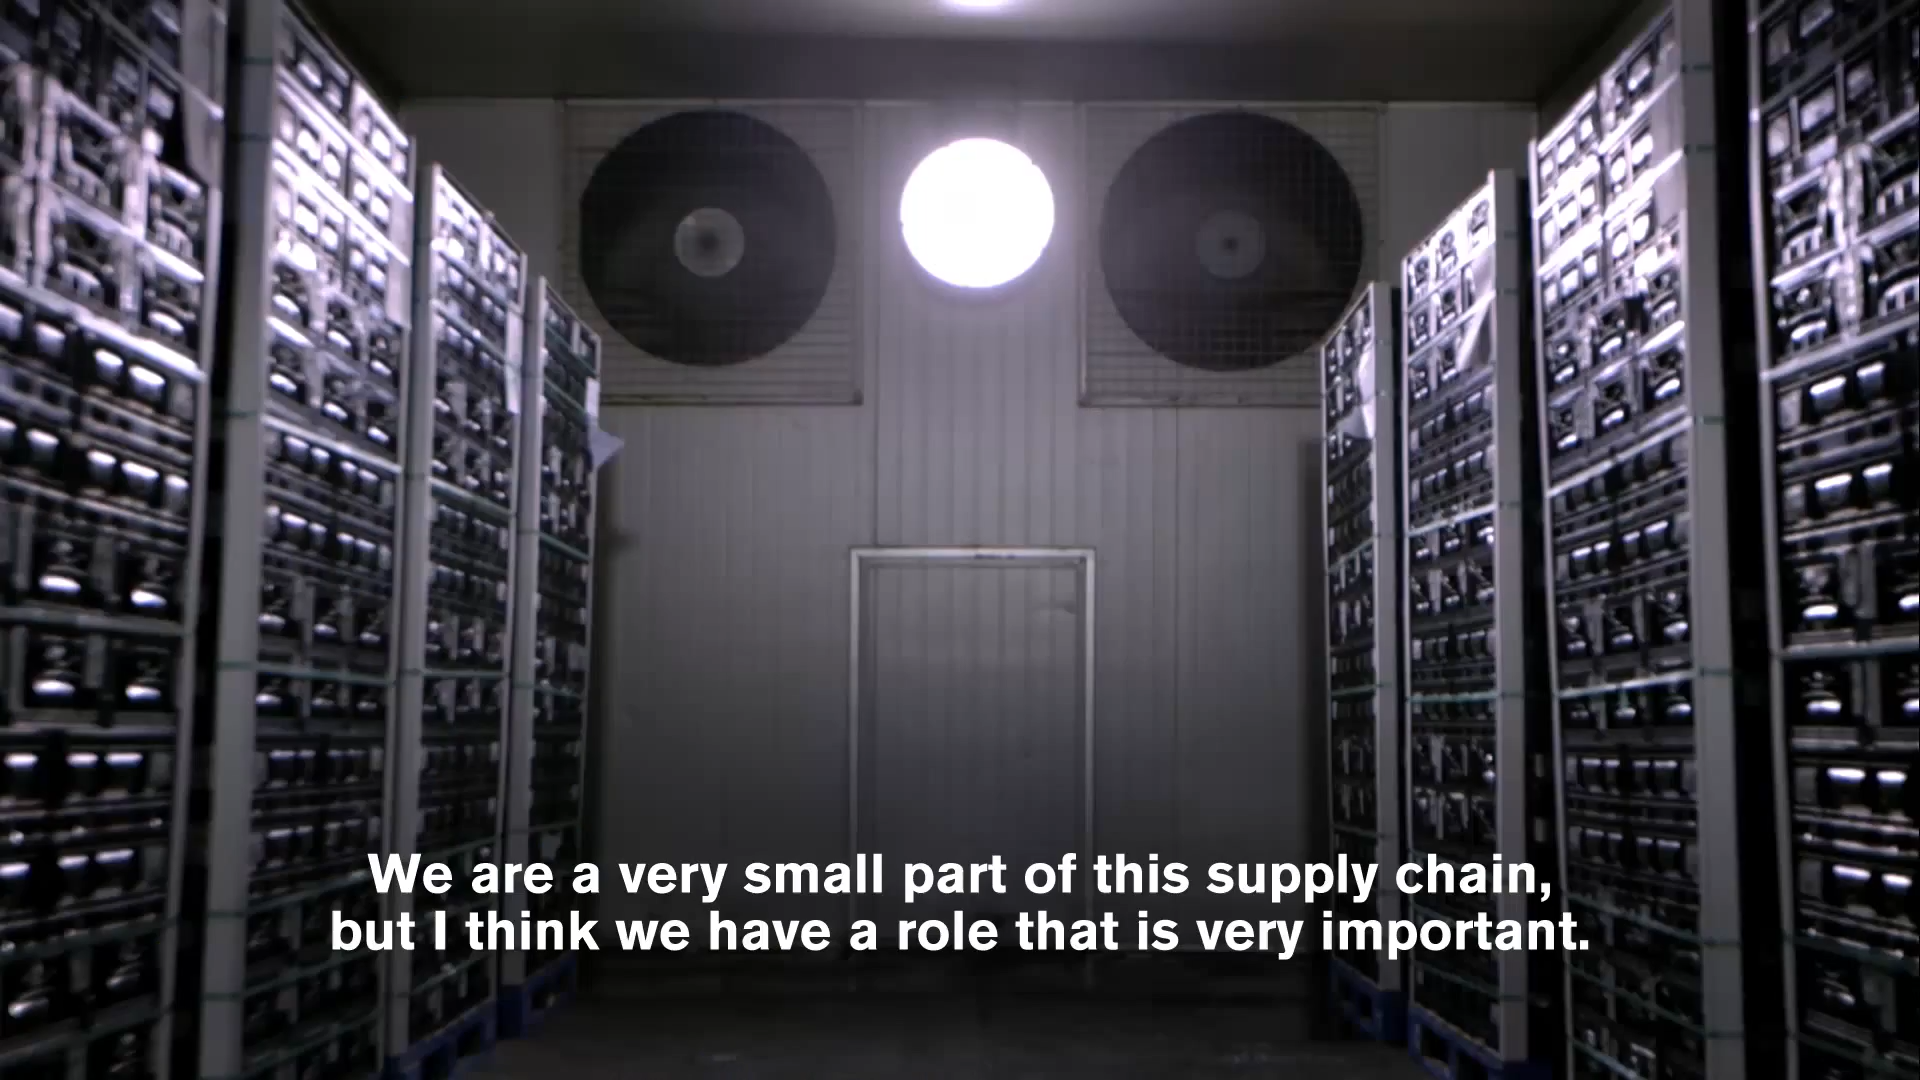 We are a very small part of this supply chain,
but I think we have a role that is very important.